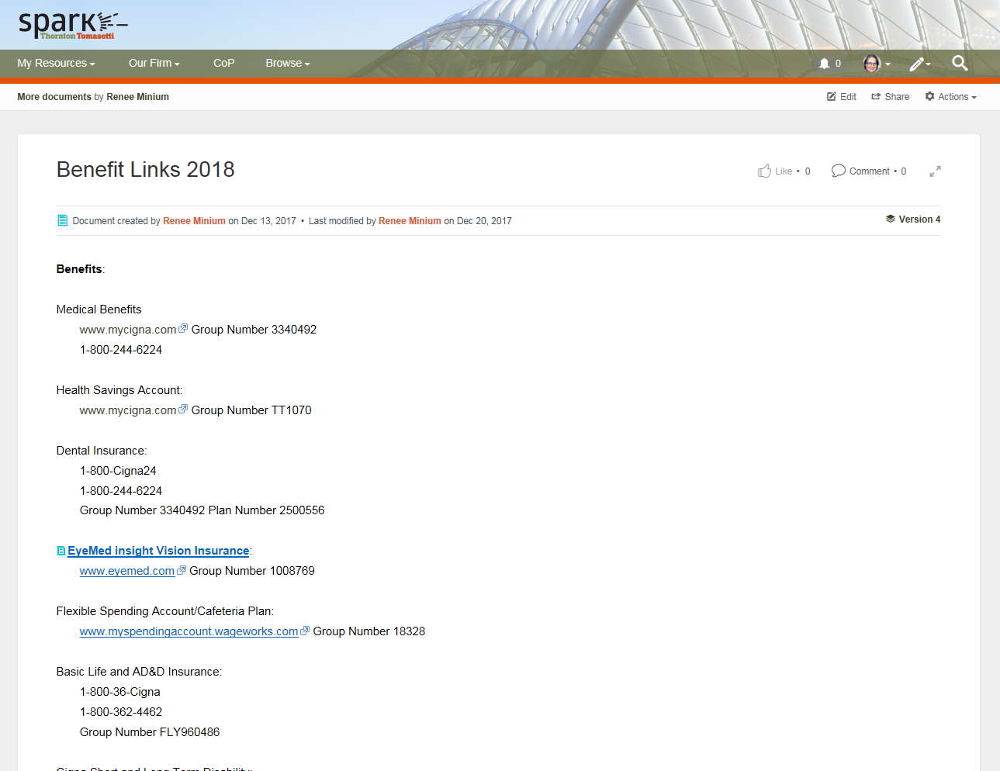 spark
Thornton Tomasetti
My Resources Our Firm CoP Browse 0
More documents by Renee Minium Edit Share Actions
Benefit Links 2018 Like • 0 Comment • 0
Document created by Renee Minium on Dec 13, 2017 • Last modified by Renee Minium on Dec 20, 2017 Version 4
Benefits:
Medical Benefits
www.mycigna.com Group Number 3340492
1-800-244-6224
Health Savings Account:
www.mycigna.com Group Number TT1070
Dental Insurance:
1-800-Cigna24
1-800-244-6224
Group Number 3340492 Plan Number 2500556
EyeMed insight Vision Insurance:
www.eyemed.com Group Number 1008769
Flexible Spending Account/Cafeteria Plan:
www.myspendingaccount.wageworks.com Group Number 18328
Basic Life and AD&D Insurance:
1-800-36-Cigna
1-800-362-4462
Group Number FLY960486
Cigna Short and Long Term Disability: